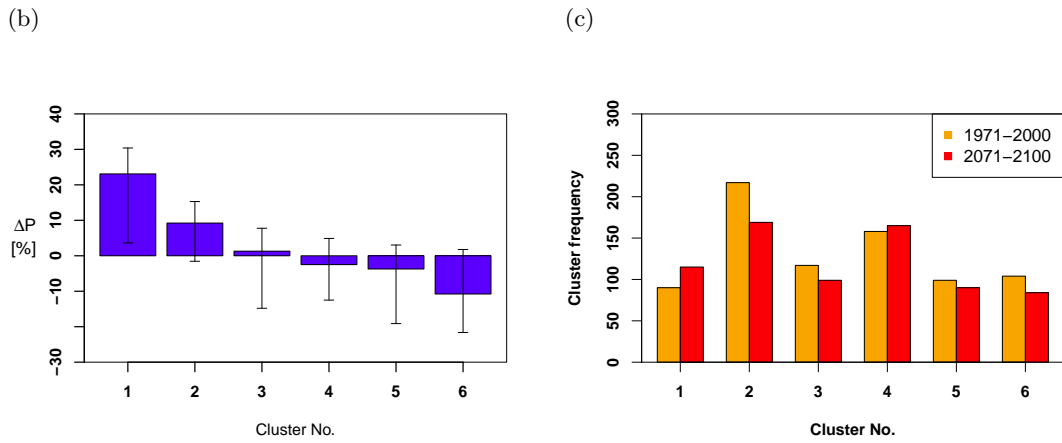 (b)
40
30
20
10
0
−10
−30
ΔP
[%]
1 2 3 4 5 6
Cluster No.
(c)
300
250
200
150
100
50
0
Cluster frequency
1971−2000
2071−2100
1 2 3 4 5 6
Cluster No.